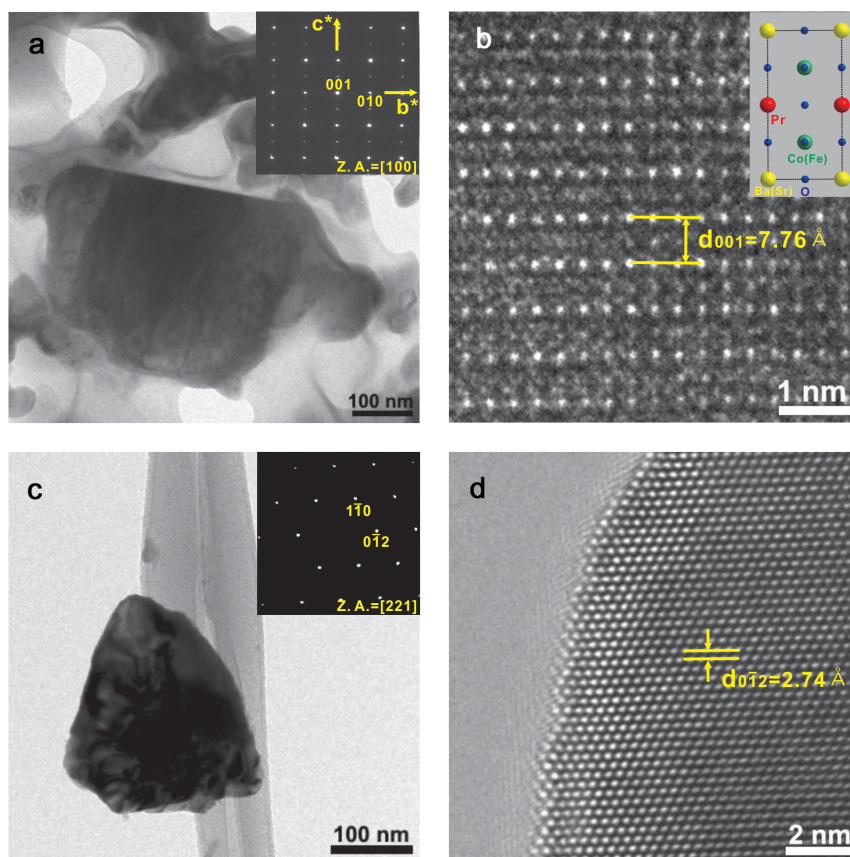 a
c*
001
010
b*
Z.A.=[100]
100 nm
b
Pr
Co(Fe)
Ba(Sr)
O
d001=7.76 Å
1 nm
c
11̄0
01̄2
Z.A.=[221]
100 nm
d
d01̄2=2.74 Å
2 nm